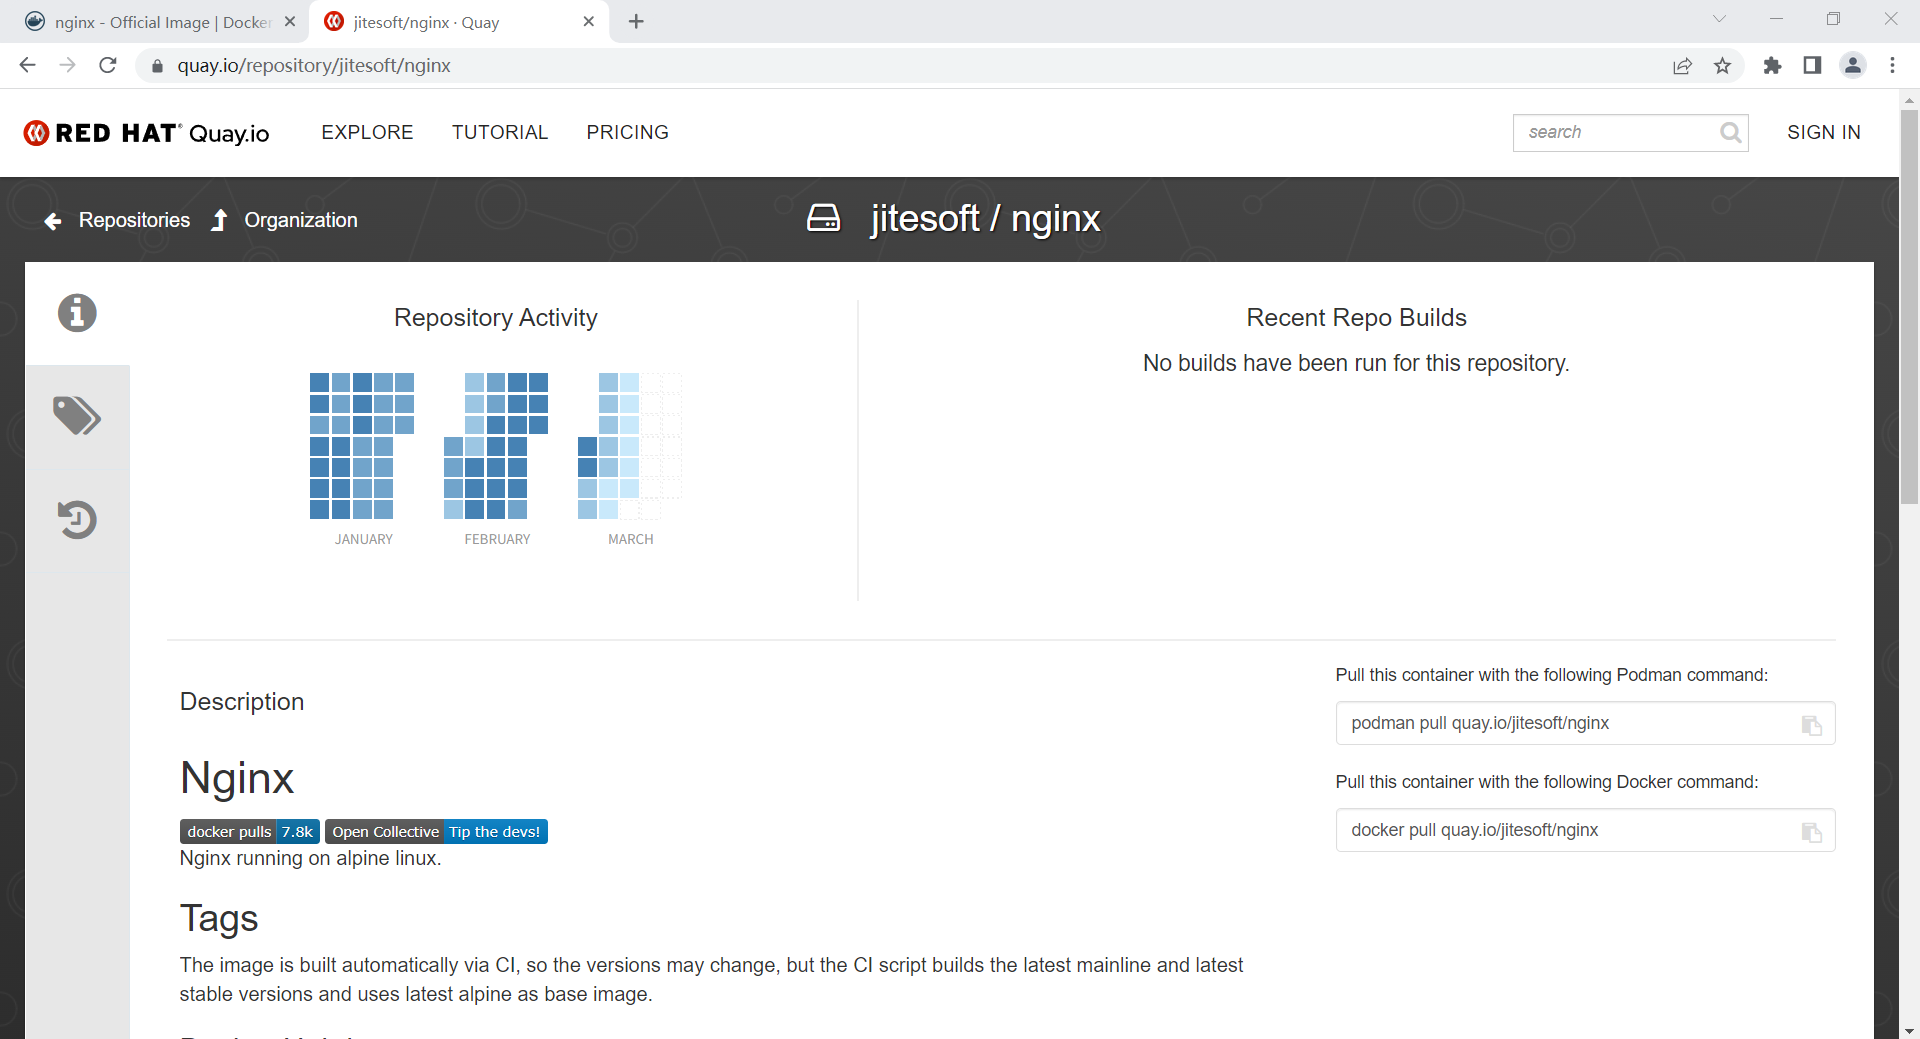 nginx - Official Image | Docker
jitesoft/nginx · Quay
quay.io/repository/jitesoft/nginx
RED HAT Quay.io
EXPLORE
TUTORIAL
PRICING
search
SIGN IN
Repositories
Organization
jitesoft / nginx
Repository Activity
JANUARY
FEBRUARY
MARCH
Recent Repo Builds
No builds have been run for this repository.
Description
Nginx
docker pulls 7.8k
Open Collective Tip the devs!
Nginx running on alpine linux.
Tags
The image is built automatically via CI, so the versions may change, but the CI script builds the latest mainline and latest
stable versions and uses latest alpine as base image.
Pull this container with the following Podman command:
podman pull quay.io/jitesoft/nginx
Pull this container with the following Docker command:
docker pull quay.io/jitesoft/nginx